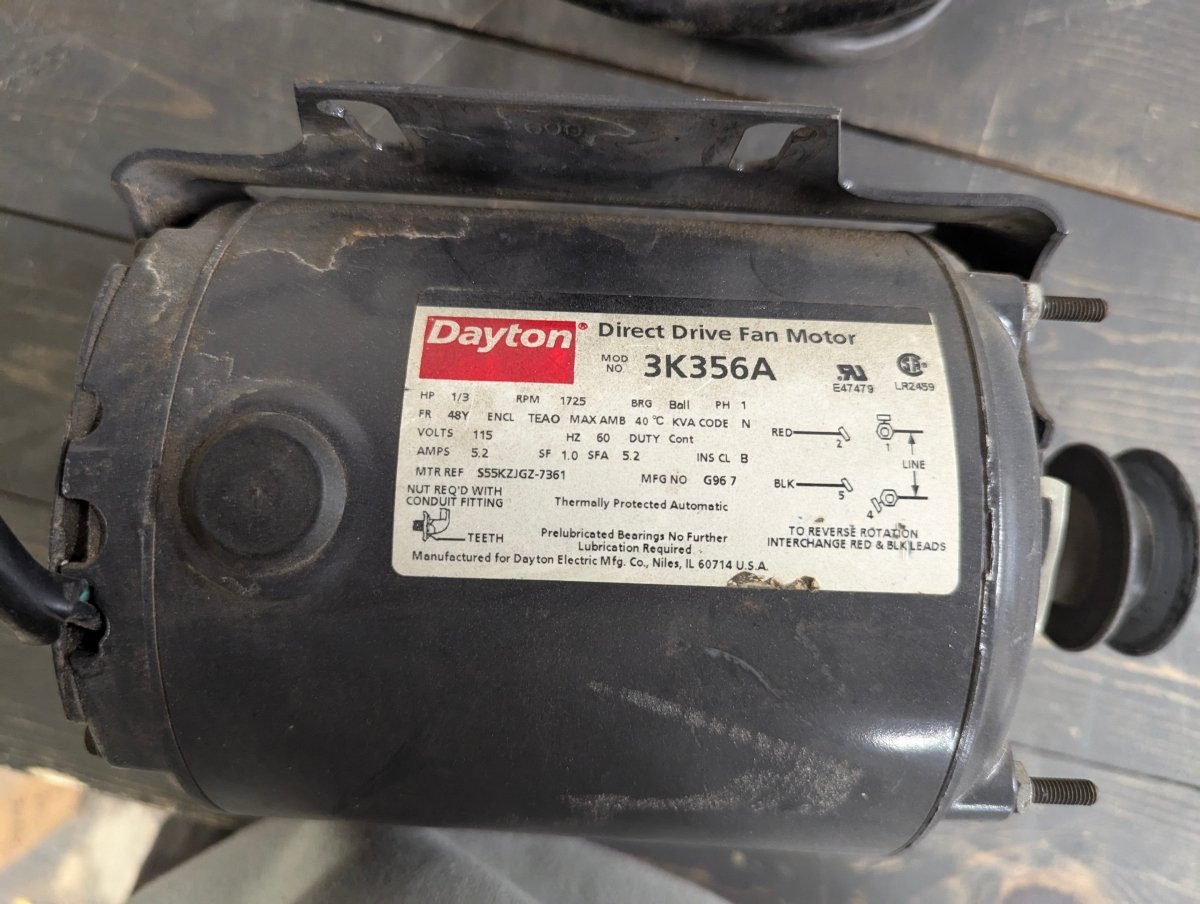 600
Dayton® Direct Drive Fan Motor
MOD NO 3K356A
E47479
LR2459
HP 1/3 RPM 1725 BRG Ball PH 1
FR 48Y ENCL TEAO MAX AMB 40 °C KVA CODE N
VOLTS 115 HZ 60 DUTY Cont
AMPS 5.2 SF 1.0 SFA 5.2 INS CL B
MTR REF S55KZJGZ-7361 MFG NO G96 7
NUT REQ'D WITH
CONDUIT FITTING
TEETH
Thermally Protected Automatic
Prelubricated Bearings No Further
Lubrication Required
Manufactured for Dayton Electric Mfg. Co., Niles, IL 60714 U.S.A.
RED 2 1
LINE
BLK 5 4
TO REVERSE ROTATION
INTERCHANGE RED & BLK LEADS